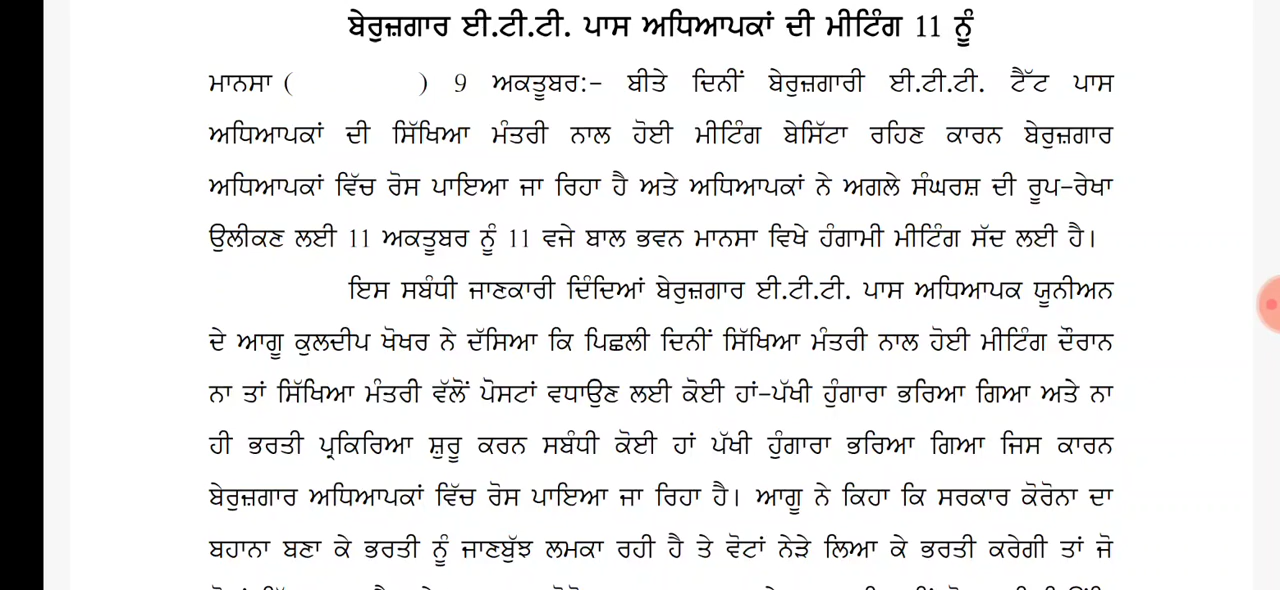 ਬੇਰੁਜ਼ਗਾਰ ਈ.ਟੀ.ਟੀ. ਪਾਸ ਅਧਿਆਪਕਾਂ ਦੀ ਮੀਟਿੰਗ 11 ਨੂੰ
ਮਾਨਸਾ ( ) 9 ਅਕਤੂਬਰ:- ਬੀਤੇ ਦਿਨੀਂ ਬੇਰੁਜ਼ਗਾਰੀ ਈ.ਟੀ.ਟੀ. ਟੈੱਟ ਪਾਸ
ਅਧਿਆਪਕਾਂ ਦੀ ਸਿੱਖਿਆ ਮੰਤਰੀ ਨਾਲ ਹੋਈ ਮੀਟਿੰਗ ਬੇਸਿੱਟਾ ਰਹਿਣ ਕਾਰਨ ਬੇਰੁਜ਼ਗਾਰ
ਅਧਿਆਪਕਾਂ ਵਿੱਚ ਰੋਸ ਪਾਇਆ ਜਾ ਰਿਹਾ ਹੈ ਅਤੇ ਅਧਿਆਪਕਾਂ ਨੇ ਅਗਲੇ ਸੰਘਰਸ਼ ਦੀ ਰੂਪ-ਰੇਖਾ
ਉਲੀਕਣ ਲਈ 11 ਅਕਤੂਬਰ ਨੂੰ 11 ਵਜੇ ਬਾਲ ਭਵਨ ਮਾਨਸਾ ਵਿਖੇ ਹੰਗਾਮੀ ਮੀਟਿੰਗ ਸੱਦ ਲਈ ਹੈ।
ਇਸ ਸਬੰਧੀ ਜਾਣਕਾਰੀ ਦਿੰਦਿਆਂ ਬੇਰੁਜ਼ਗਾਰ ਈ.ਟੀ.ਟੀ. ਪਾਸ ਅਧਿਆਪਕ ਯੂਨੀਅਨ
ਦੇ ਆਗੂ ਕੁਲਦੀਪ ਖੋਖਰ ਨੇ ਦੱਸਿਆ ਕਿ ਪਿਛਲੀ ਦਿਨੀਂ ਸਿੱਖਿਆ ਮੰਤਰੀ ਨਾਲ ਹੋਈ ਮੀਟਿੰਗ ਦੌਰਾਨ
ਨਾ ਤਾਂ ਸਿੱਖਿਆ ਮੰਤਰੀ ਵੱਲੋਂ ਪੋਸਟਾਂ ਵਧਾਉਣ ਲਈ ਕੋਈ ਹਾਂ-ਪੱਖੀ ਹੁੰਗਾਰਾ ਭਰਿਆ ਗਿਆ ਅਤੇ ਨਾ
ਹੀ ਭਰਤੀ ਪ੍ਰਕਿਰਿਆ ਸ਼ੁਰੂ ਕਰਨ ਸਬੰਧੀ ਕੋਈ ਹਾਂ ਪੱਖੀ ਹੁੰਗਾਰਾ ਭਰਿਆ ਗਿਆ ਜਿਸ ਕਾਰਨ
ਬੇਰੁਜ਼ਗਾਰ ਅਧਿਆਪਕਾਂ ਵਿੱਚ ਰੋਸ ਪਾਇਆ ਜਾ ਰਿਹਾ ਹੈ। ਆਗੂ ਨੇ ਕਿਹਾ ਕਿ ਸਰਕਾਰ ਕੋਰੋਨਾ ਦਾ
ਬਹਾਨਾ ਬਣਾ ਕੇ ਭਰਤੀ ਨੂੰ ਜਾਣਬੁੱਝ ਲਮਕਾ ਰਹੀ ਹੈ ਤੇ ਵੋਟਾਂ ਨੇੜੇ ਲਿਆ ਕੇ ਭਰਤੀ ਕਰੇਗੀ ਤਾਂ ਜੋ